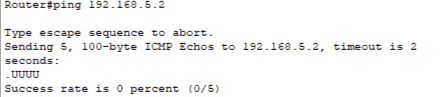 Router#ping 192.168.5.2
Type escape sequence to abort.
Sending 5, 100-byte ICMP Echos to 192.168.5.2, timeout is 2
seconds:
.UUUU
Success rate is 0 percent (0/5)